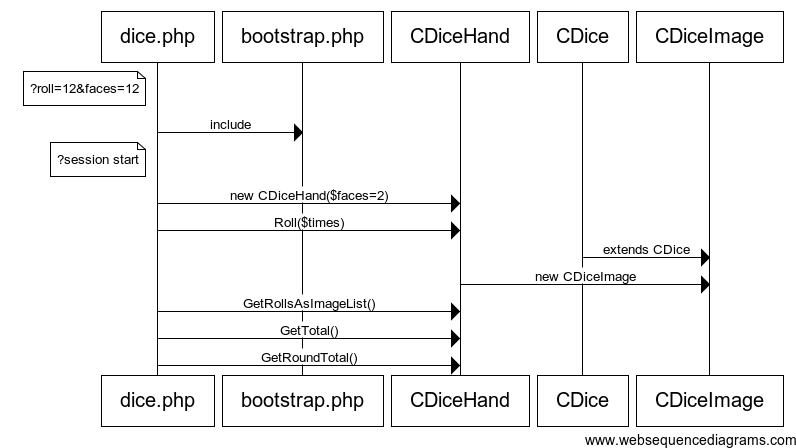 dice.php bootstrap.php CDiceHand CDice CDiceImage
?roll=12&faces=12
include
?session start
new CDiceHand($faces=2)
Roll($times)
extends CDice
new CDiceImage
GetRollsAsImageList()
GetTotal()
GetRoundTotal()
dice.php bootstrap.php CDiceHand CDice CDiceImage
www.websequencediagrams.com